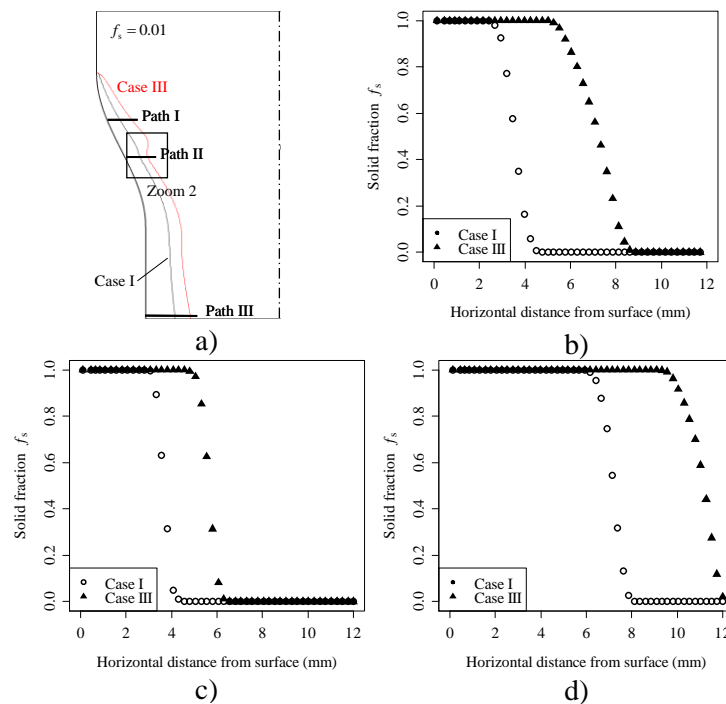 f_s = 0.01
Case III
Path I
Path II
Zoom 2
Case I
Path III
a)
Solid fraction f_s
0.0 0.2 0.4 0.6 0.8 1.0
Case I
Case III
0 2 4 6 8 10 12
Horizontal distance from surface (mm)
b)
Solid fraction f_s
0.0 0.2 0.4 0.6 0.8 1.0
Case I
Case III
0 2 4 6 8 10 12
Horizontal distance from surface (mm)
c)
Solid fraction f_s
0.0 0.2 0.4 0.6 0.8 1.0
Case I
Case III
0 2 4 6 8 10 12
Horizontal distance from surface (mm)
d)